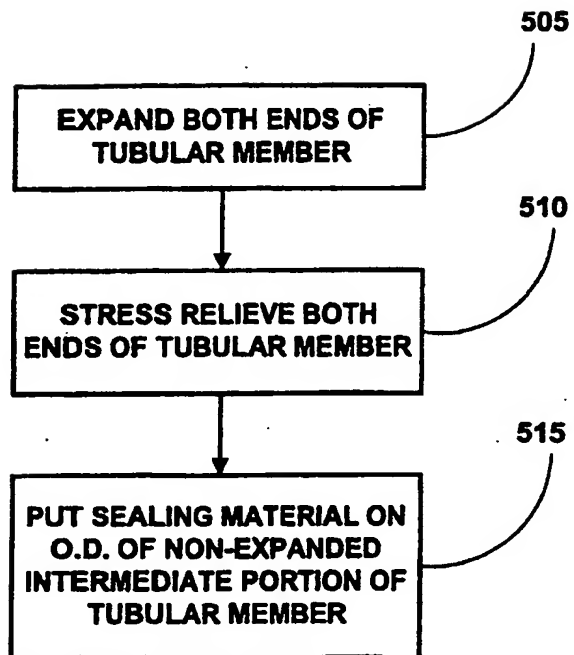 505
EXPAND BOTH ENDS OF
TUBULAR MEMBER
510
STRESS RELIEVE BOTH
ENDS OF TUBULAR MEMBER
515
PUT SEALING MATERIAL ON
O.D. OF NON-EXPANDED
INTERMEDIATE PORTION OF
TUBULAR MEMBER